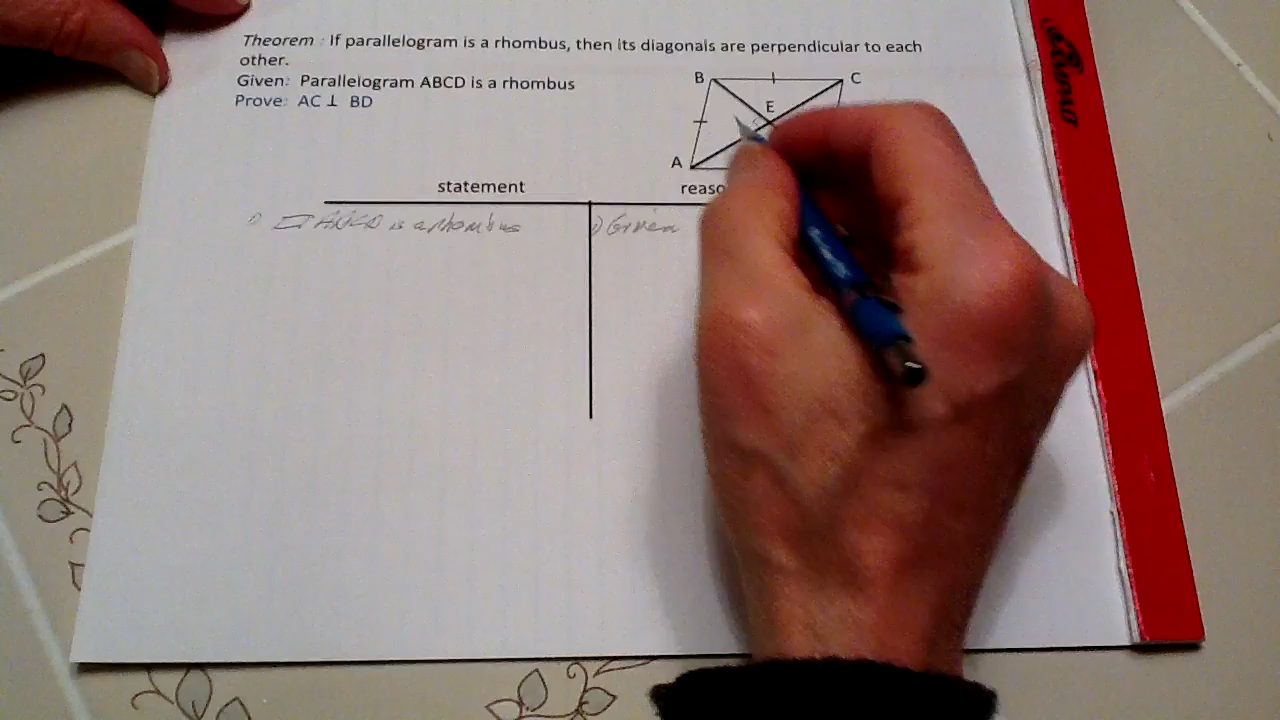 Theorem : If parallelogram is a rhombus, then its diagonals are perpendicular to each
other.
Given: Parallelogram ABCD is a rhombus
Prove: AC ⊥ BD
B
C
E
A
statement
reaso
1) ▱ ABCD is a rhombus
1) Given